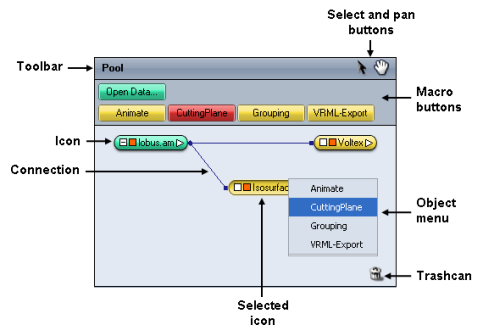 Select and pan
buttons
Toolbar
Pool
Open Data...
Macro
buttons
Animate CuttingPlane Grouping VRML-Export
Icon
lobus.am
Voltex
Connection
Isosurfac
Animate
CuttingPlane
Grouping
VRML-Export
Object
menu
Trashcan
Selected
icon